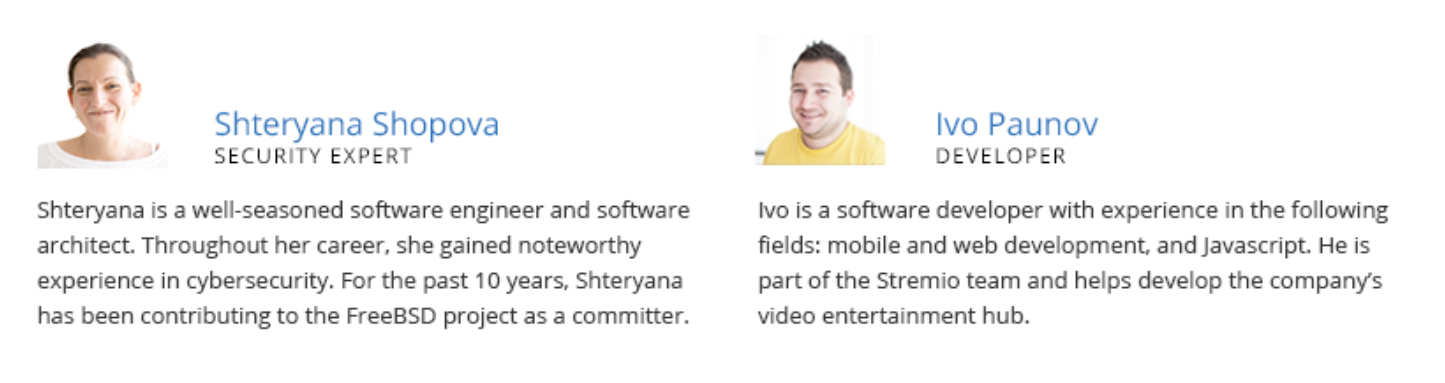 Shteryana Shopova
SECURITY EXPERT
Shteryana is a well-seasoned software engineer and software
architect. Throughout her career, she gained noteworthy
experience in cybersecurity. For the past 10 years, Shteryana
has been contributing to the FreeBSD project as a committer.
Ivo Paunov
DEVELOPER
Ivo is a software developer with experience in the following
fields: mobile and web development, and Javascript. He is
part of the Stremio team and helps develop the company’s
video entertainment hub.